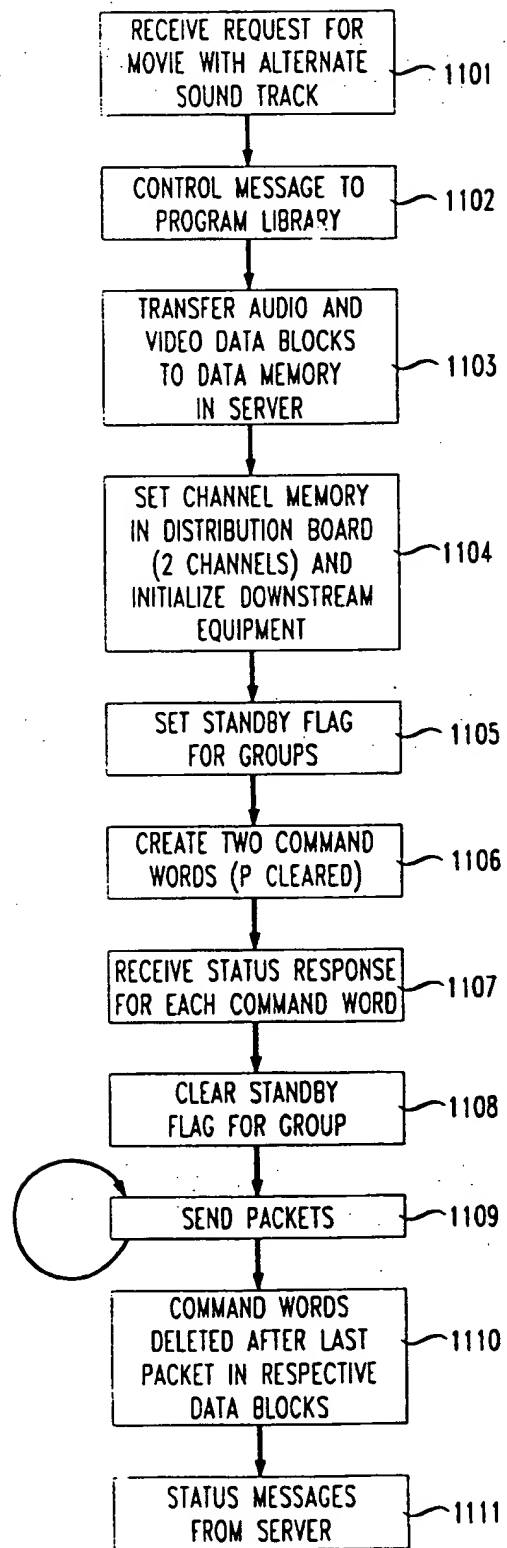 RECEIVE REQUEST FOR
MOVIE WITH ALTERNATE
SOUND TRACK
1101
CONTROL MESSAGE TO
PROGRAM LIBRARY
1102
TRANSFER AUDIO AND
VIDEO DATA BLOCKS
TO DATA MEMORY
IN SERVER
1103
SET CHANNEL MEMORY
IN DISTRIBUTION BOARD
(2 CHANNELS) AND
INITIALIZE DOWNSTREAM
EQUIPMENT
1104
SET STANDBY FLAG
FOR GROUPS
1105
CREATE TWO COMMAND
WORDS (P CLEARED)
1106
RECEIVE STATUS RESPONSE
FOR EACH COMMAND WORD
1107
CLEAR STANDBY
FLAG FOR GROUP
1108
SEND PACKETS
1109
COMMAND WORDS
DELETED AFTER LAST
PACKET IN RESPECTIVE
DATA BLOCKS
1110
STATUS MESSAGES
FROM SERVER
1111